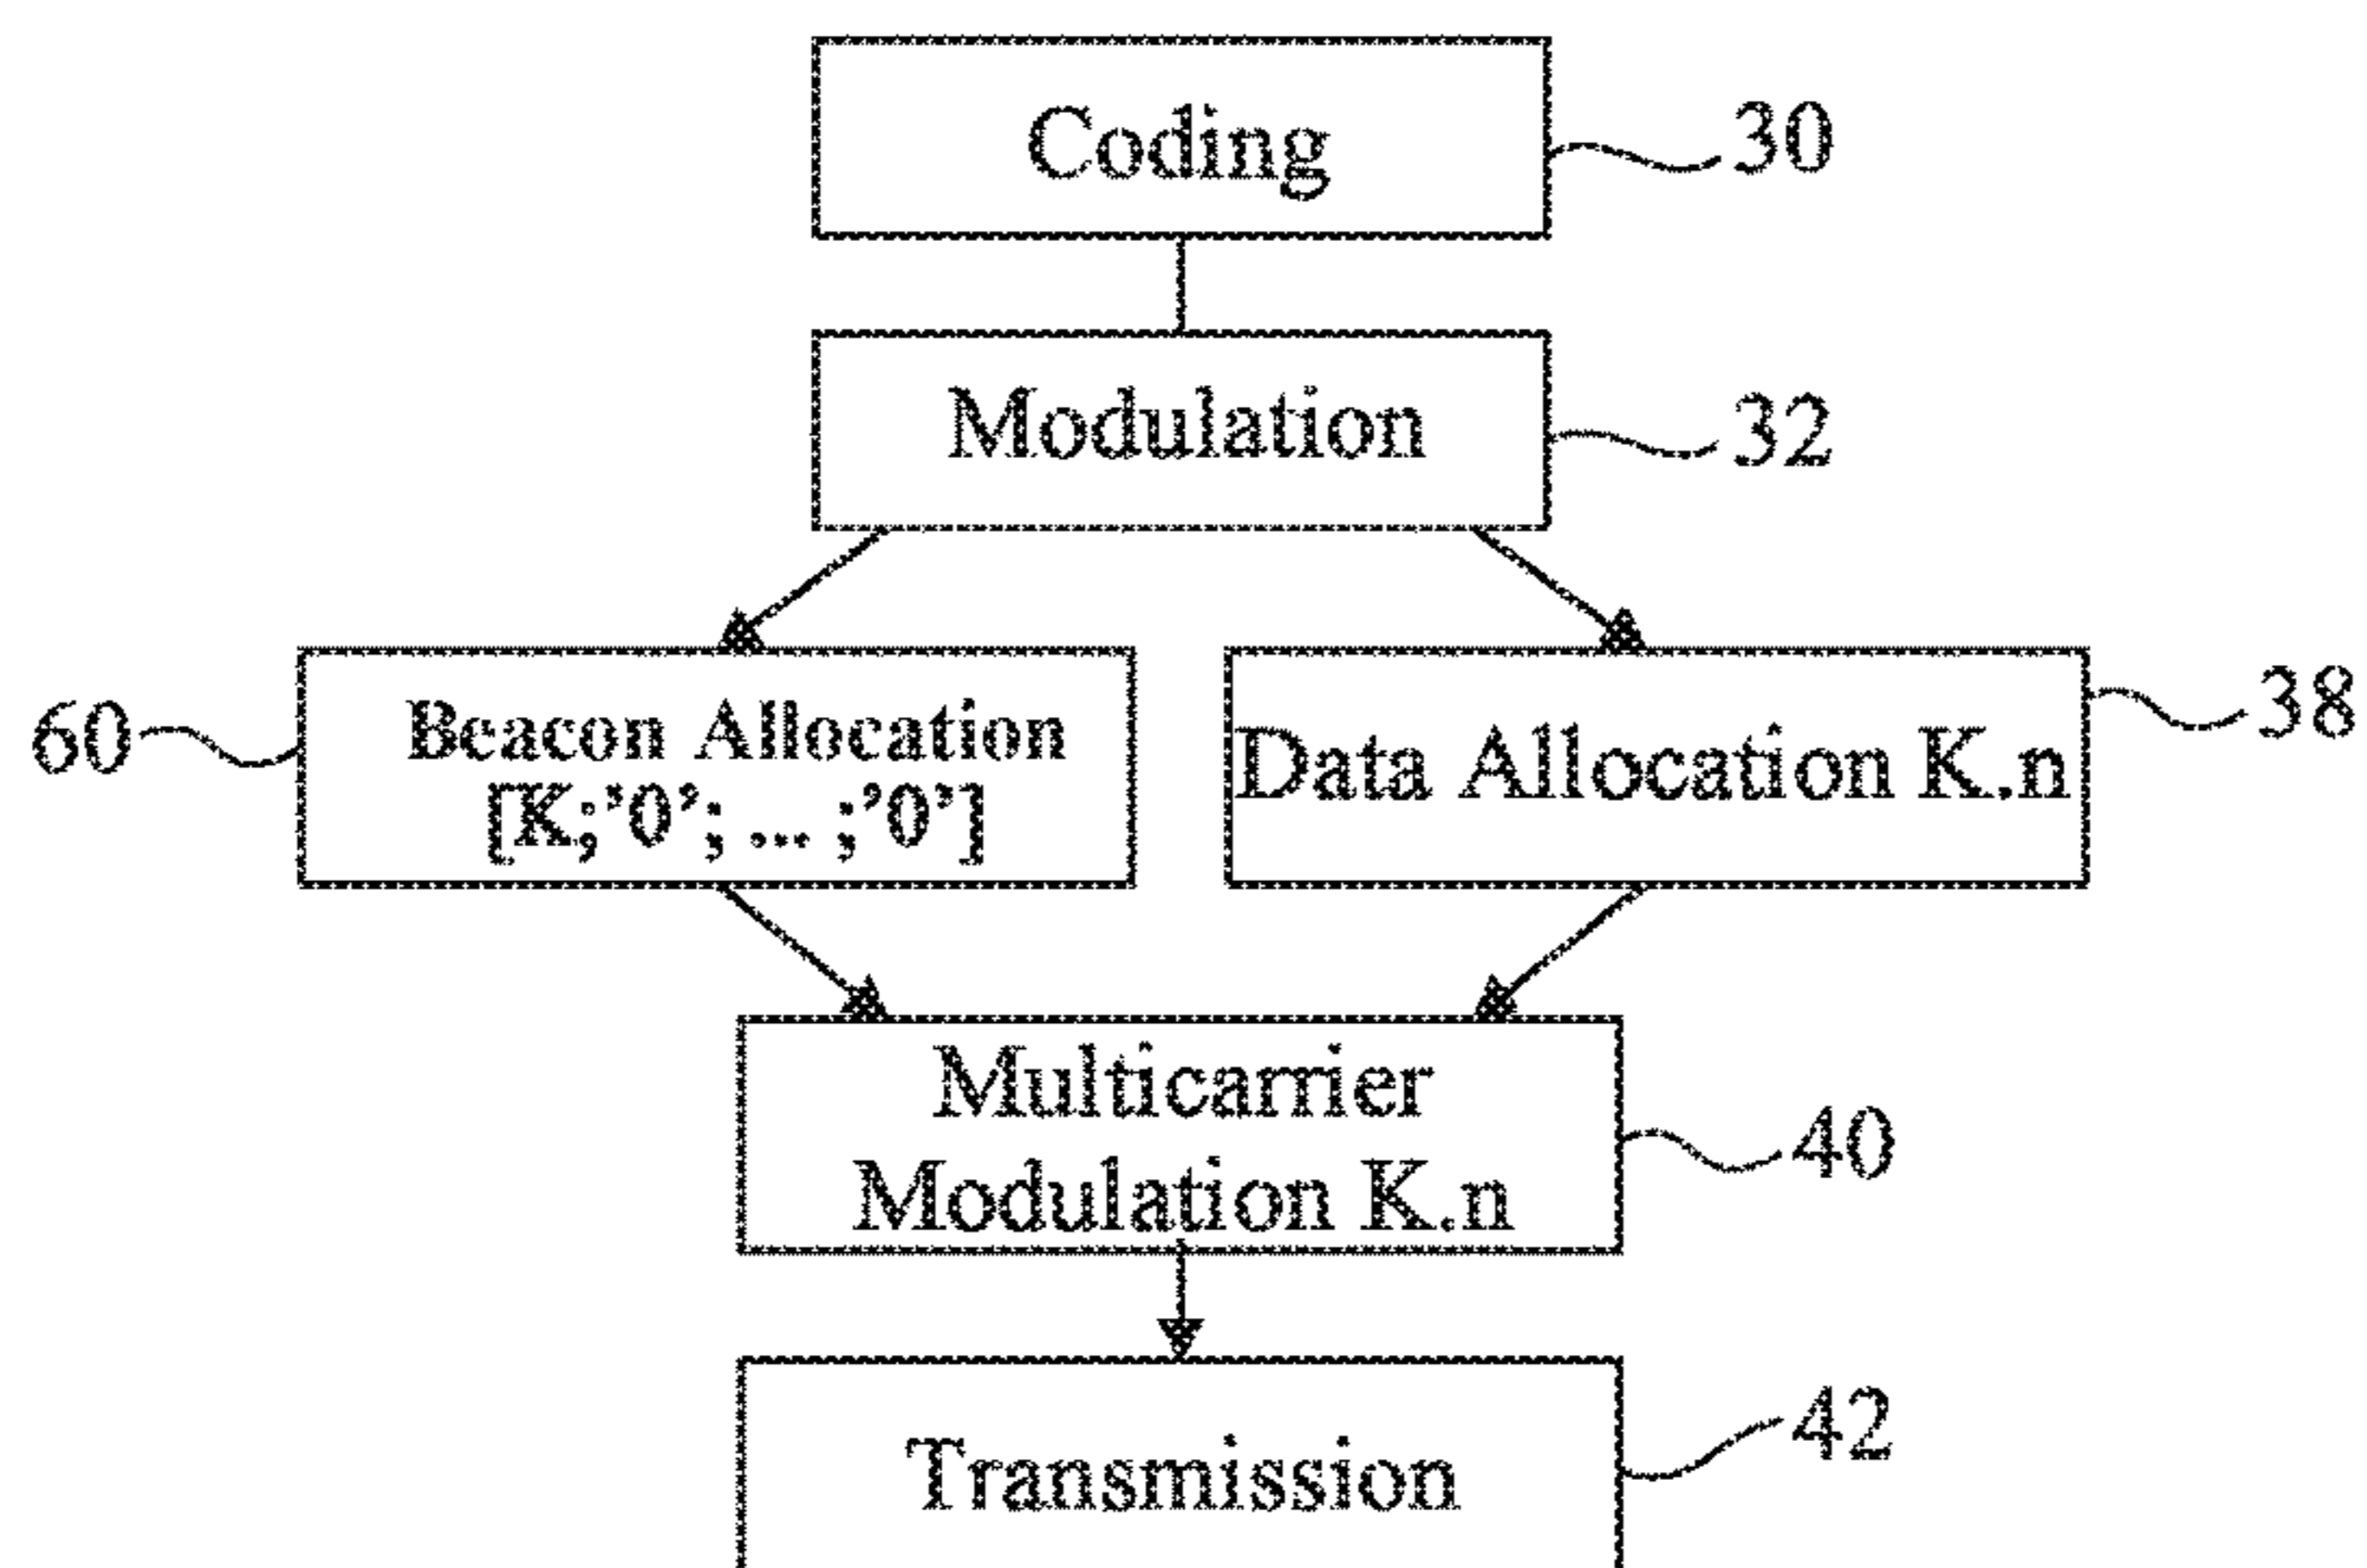 Coding
30
Modulation
32
60
Beacon Allocation
[K;'0'; ... ;'0']
Data Allocation K.n
38
Multicarrier
Modulation K.n
40
Transmission
42